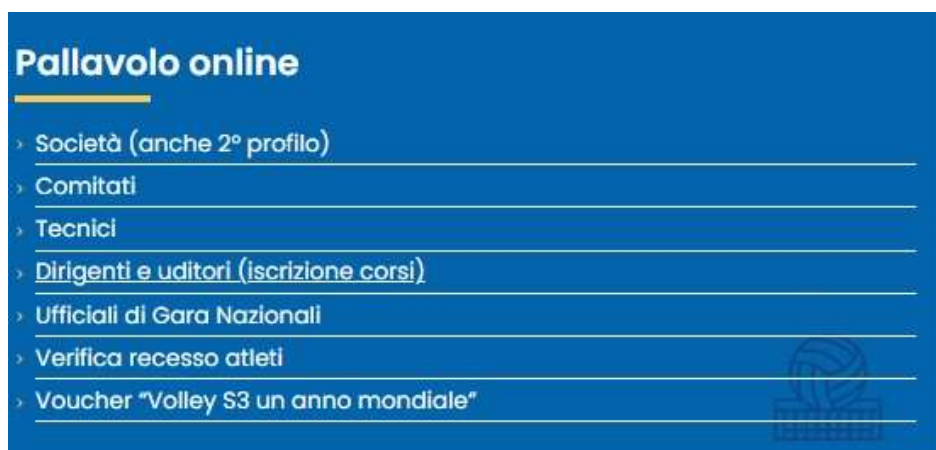 Pallavolo online
Società (anche 2º profilo)
Comitati
Tecnici
Dirigenti e uditori (iscrizione corsi)
Ufficiali di Gara Nazionali
Verifica recesso atleti
Voucher “Volley S3 un anno mondiale”